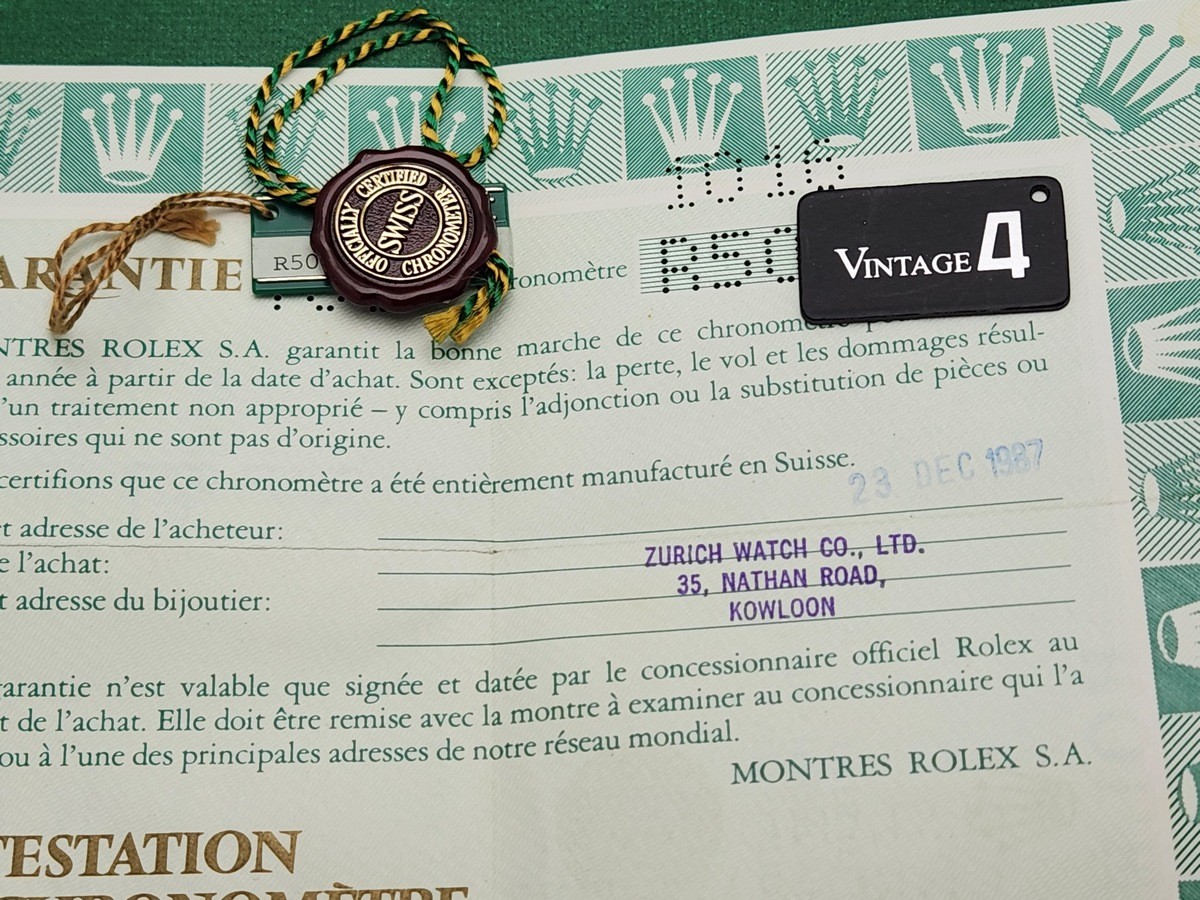 1016
ARANTIE
R50
ronomètre
R50
VINTAGE 4
OFFICIALLY CERTIFIED CHRONOMETER
SWISS
NTRES ROLEX S.A. garantit la bonne marche de ce chronomètre
année à partir de la date d'achat. Sont exceptés: la perte, le vol et les dommages résul-
'un traitement non approprié – y compris l'adjonction ou la substitution de pièces ou
ssoires qui ne sont pas d'origine.
certifions que ce chronomètre a été entièrement manufacturé en Suisse.
23 DEC 1987
t adresse de l'acheteur:
e l'achat:
t adresse du bijoutier:
ZURICH WATCH CO., LTD.
35, NATHAN ROAD,
KOWLOON
garantie n'est valable que signée et datée par le concessionnaire officiel Rolex au
t de l'achat. Elle doit être remise avec la montre à examiner au concessionnaire qui l'a
ou à l'une des principales adresses de notre réseau mondial.
MONTRES ROLEX S.A.
TESTATION
CHRONOMÈTRE